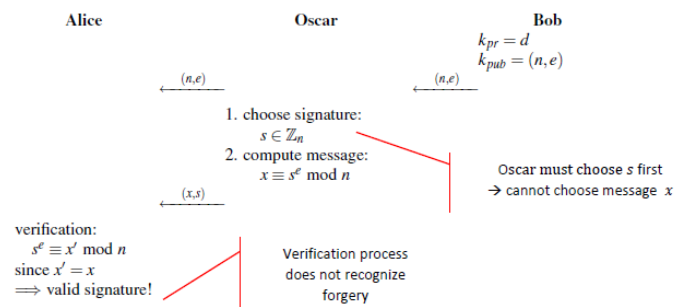 Alice Oscar Bob
k_pr = d
k_pub = (n,e)
(n,e) (n,e)
1. choose signature:
s ∈ ℤ_n
2. compute message:
x ≡ s^e mod n
Oscar must choose s first
→ cannot choose message x
(x,s)
verification:
s^e ≡ x′ mod n
since x′ = x
⟹ valid signature!
Verification process
does not recognize
forgery